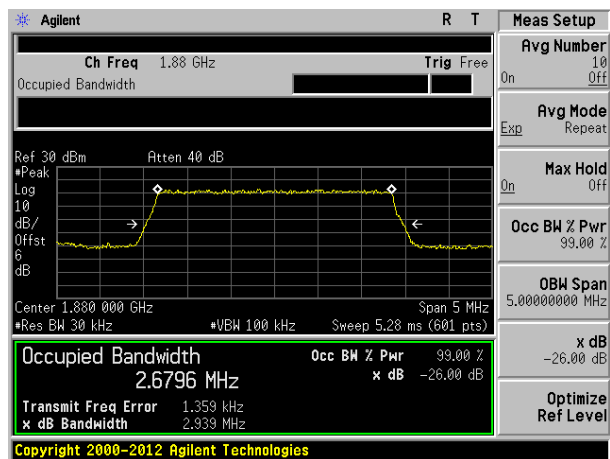 Agilent R T
Ch Freq 1.88 GHz Trig Free
Occupied Bandwidth
Ref 30 dBm Atten 40 dB
#Peak
Log
10
dB/
Offst
6
dB
Center 1.880 000 GHz Span 5 MHz
#Res BW 30 kHz #VBW 100 kHz Sweep 5.28 ms (601 pts)
Occupied Bandwidth Occ BW % Pwr 99.00 %
2.6796 MHz x dB -26.00 dB
Transmit Freq Error 1.359 kHz
x dB Bandwidth 2.939 MHz
Copyright 2000-2012 Agilent Technologies
Meas Setup
Avg Number
10
On Off
Avg Mode
Exp Repeat
Max Hold
On Off
Occ BW % Pwr
99.00 %
OBW Span
5.00000000 MHz
x dB
-26.00 dB
Optimize
Ref Level